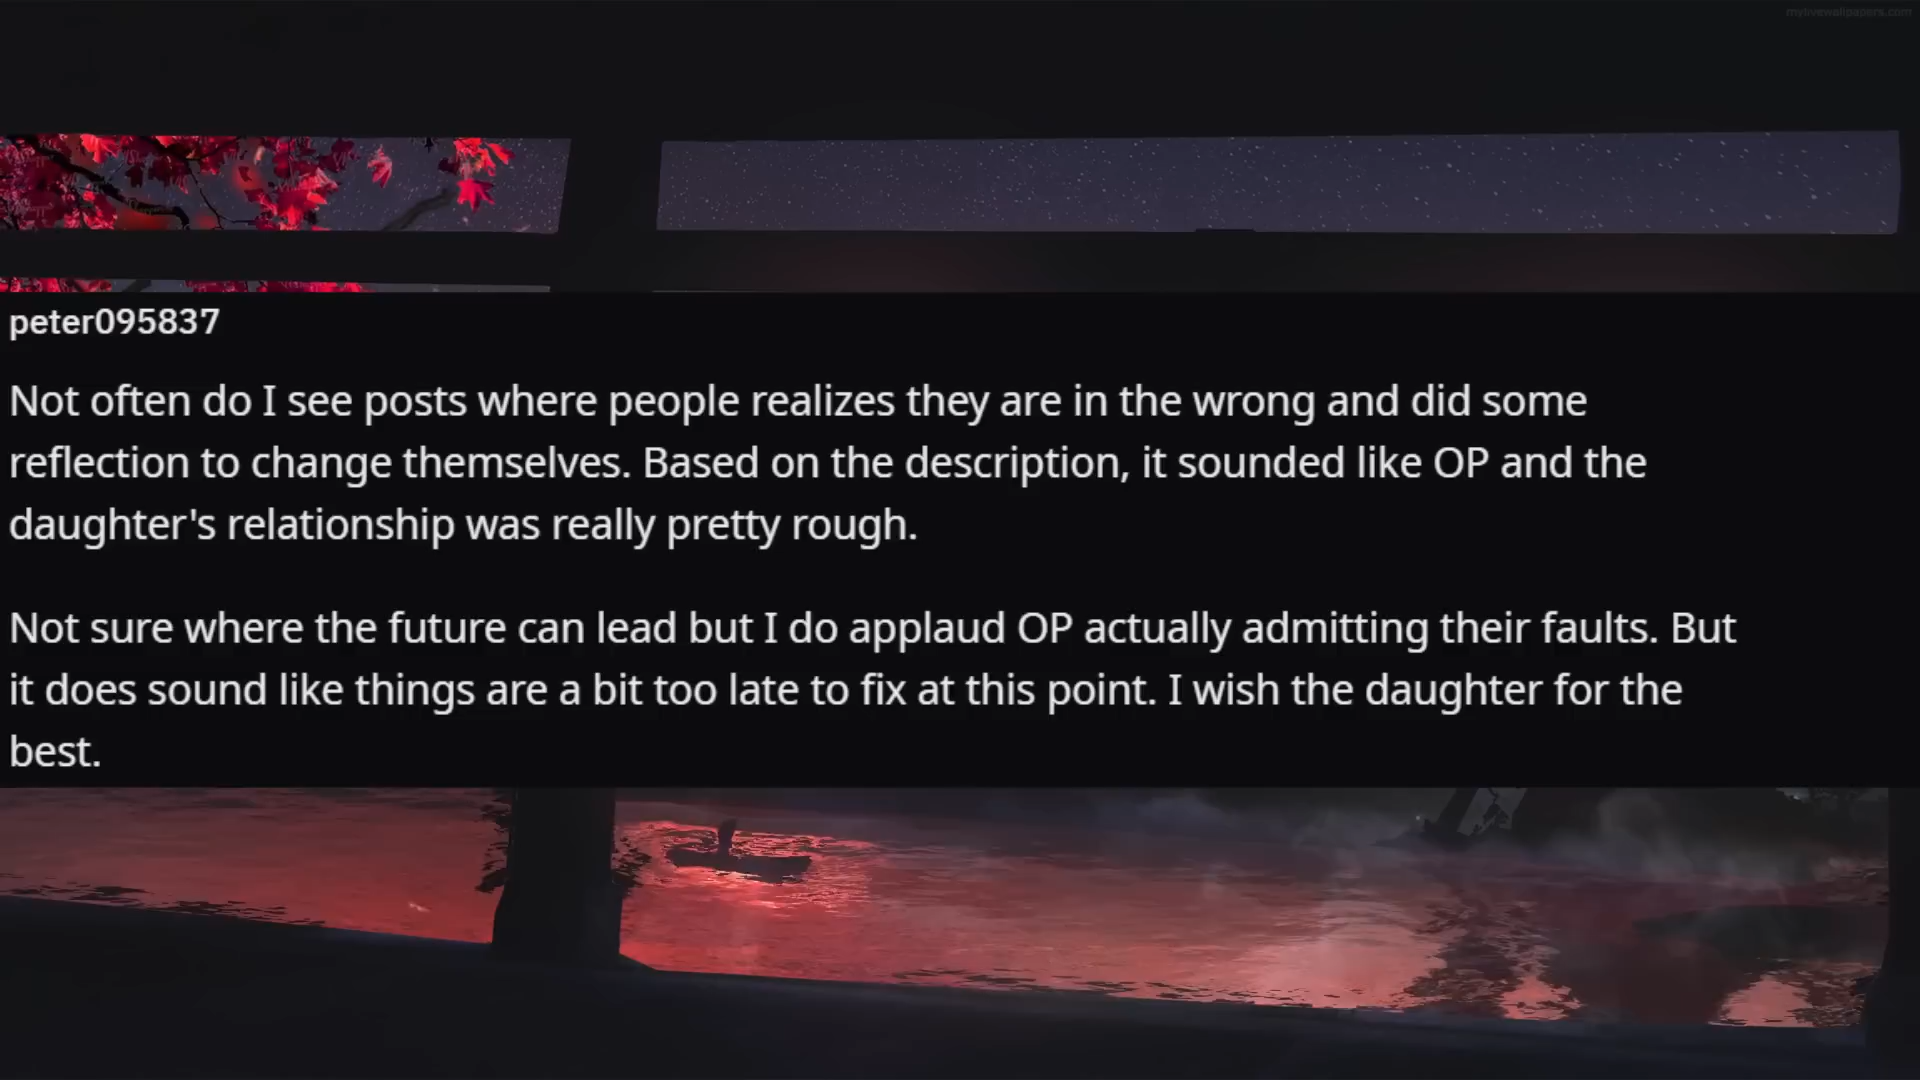 mylivewallpapers.com
peter095837
Not often do I see posts where people realizes they are in the wrong and did some
reflection to change themselves. Based on the description, it sounded like OP and the
daughter's relationship was really pretty rough.
Not sure where the future can lead but I do applaud OP actually admitting their faults. But
it does sound like things are a bit too late to fix at this point. I wish the daughter for the
best.